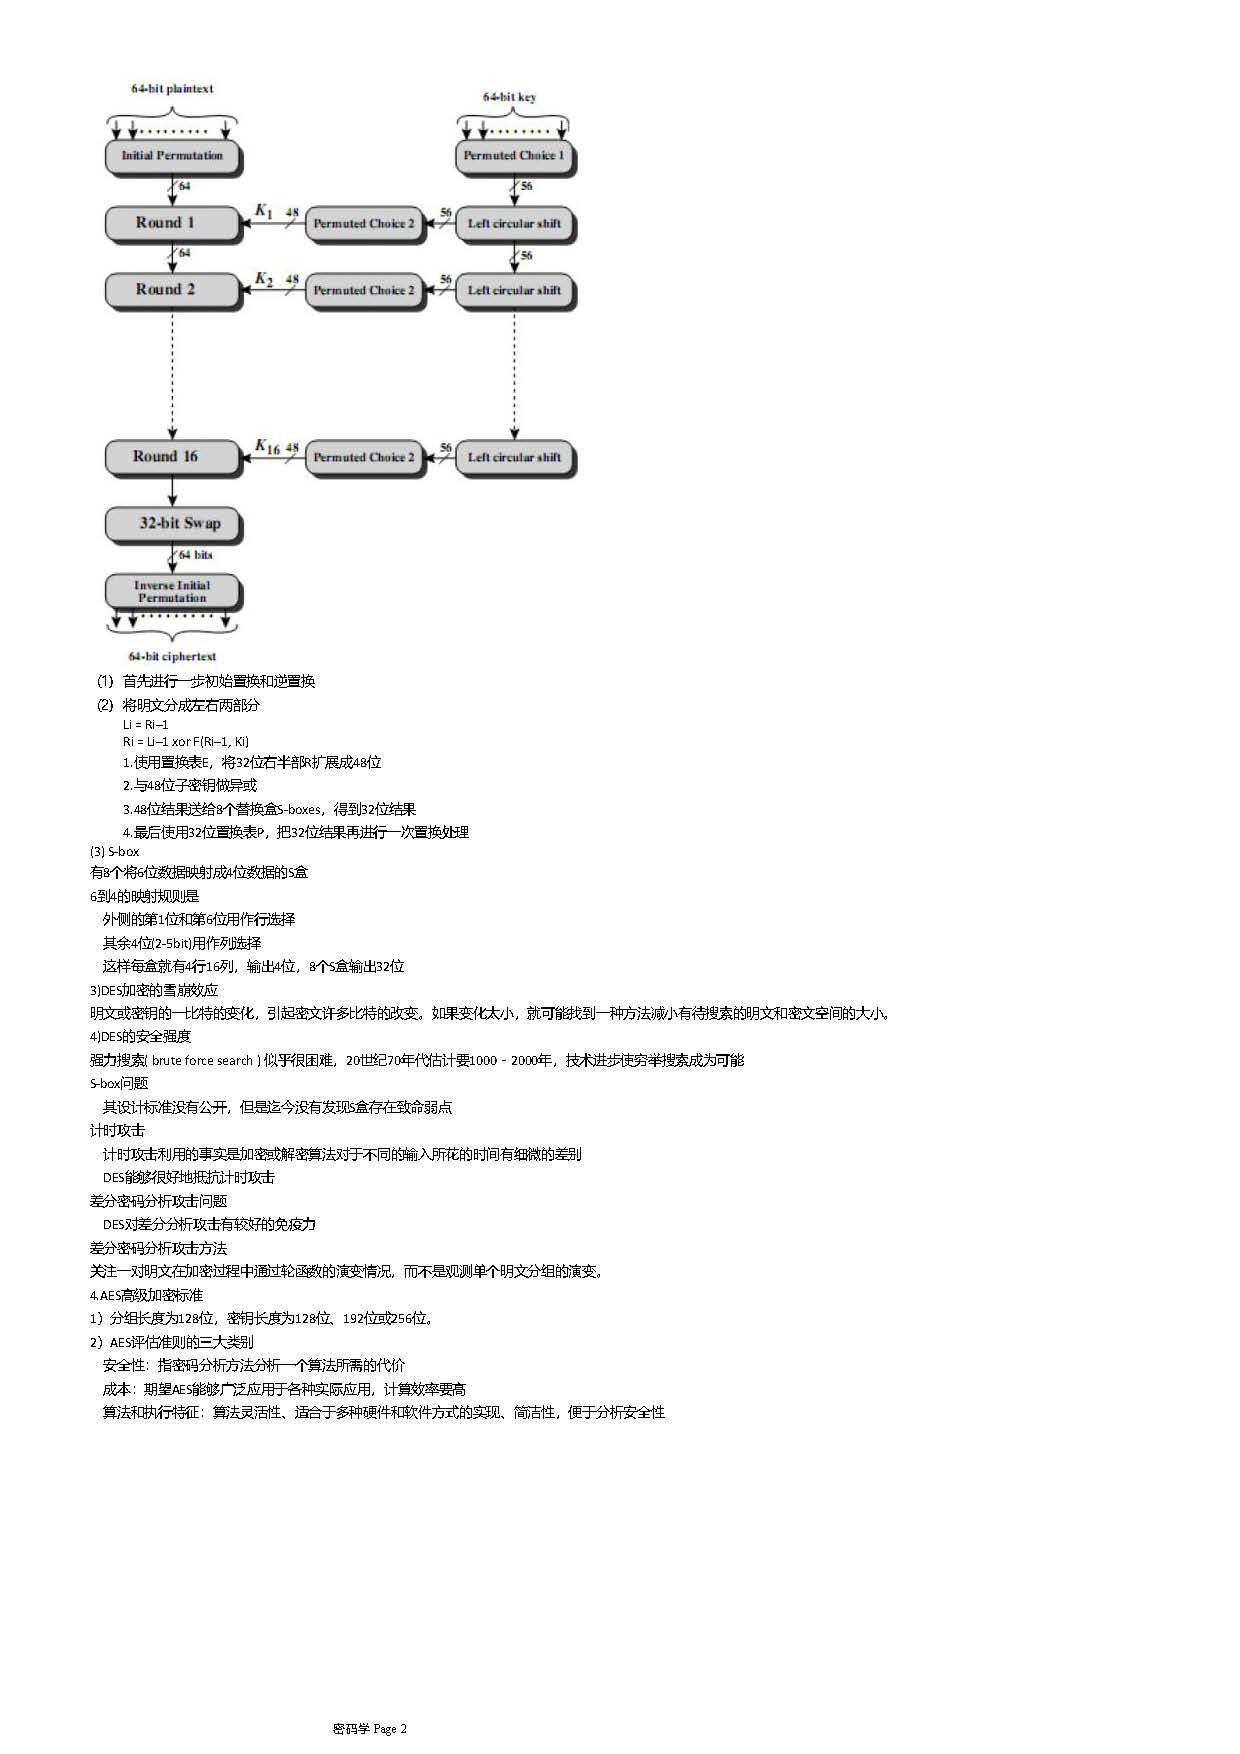 64-bit plaintext
64-bit key
Initial Permutation
Permuted Choice 1
64
56
Round 1
K1 48
Permuted Choice 2
56
Left circular shift
64
56
Round 2
K2 48
Permuted Choice 2
56
Left circular shift
Round 16
K16 48
Permuted Choice 2
56
Left circular shift
32-bit Swap
64 bits
Inverse Initial
Permutation
64-bit ciphertext
(1) 首先进行一步初始置换和逆置换
(2) 将明文分成左右两部分
Li = Ri–1
Ri = Li–1 xor F(Ri–1, Ki)
1.使用置换表E，将32位右半部R扩展成48位
2.与48位子密钥做异或
3.48位结果送给8个替换盒S-boxes，得到32位结果
4.最后使用32位置换表P，把32位结果再进行一次置换处理
(3) S-box
有8个将6位数据映射成4位数据的S盒
6到4的映射规则是
外侧的第1位和第6位用作行选择
其余4位(2-5bit)用作列选择
这样每盒就有4行16列，输出4位，8个S盒输出32位
3)DES加密的雪崩效应
明文或密钥的一比特的变化，引起密文许多比特的改变。如果变化太小，就可能找到一种方法减小有待搜索的明文和密文空间的大小。
4)DES的安全强度
强力搜索( brute force search ) 似乎很困难，20世纪70年代估计要1000－2000年，技术进步使穷举搜索成为可能
S-box问题
其设计标准没有公开，但是迄今没有发现S盒存在致命弱点
计时攻击
计时攻击利用的事实是加密或解密算法对于不同的输入所花的时间有细微的差别
DES能够很好地抵抗计时攻击
差分密码分析攻击问题
DES对差分分析攻击有较好的免疫力
差分密码分析攻击方法
关注一对明文在加密过程中通过轮函数的演变情况，而不是观测单个明文分组的演变。
4.AES高级加密标准
1）分组长度为128位，密钥长度为128位、192位或256位。
2）AES评估准则的三大类别
安全性：指密码分析方法分析一个算法所需的代价
成本：期望AES能够广泛应用于各种实际应用，计算效率要高
算法和执行特征：算法灵活性、适合于多种硬件和软件方式的实现、简洁性，便于分析安全性
密码学 Page 2